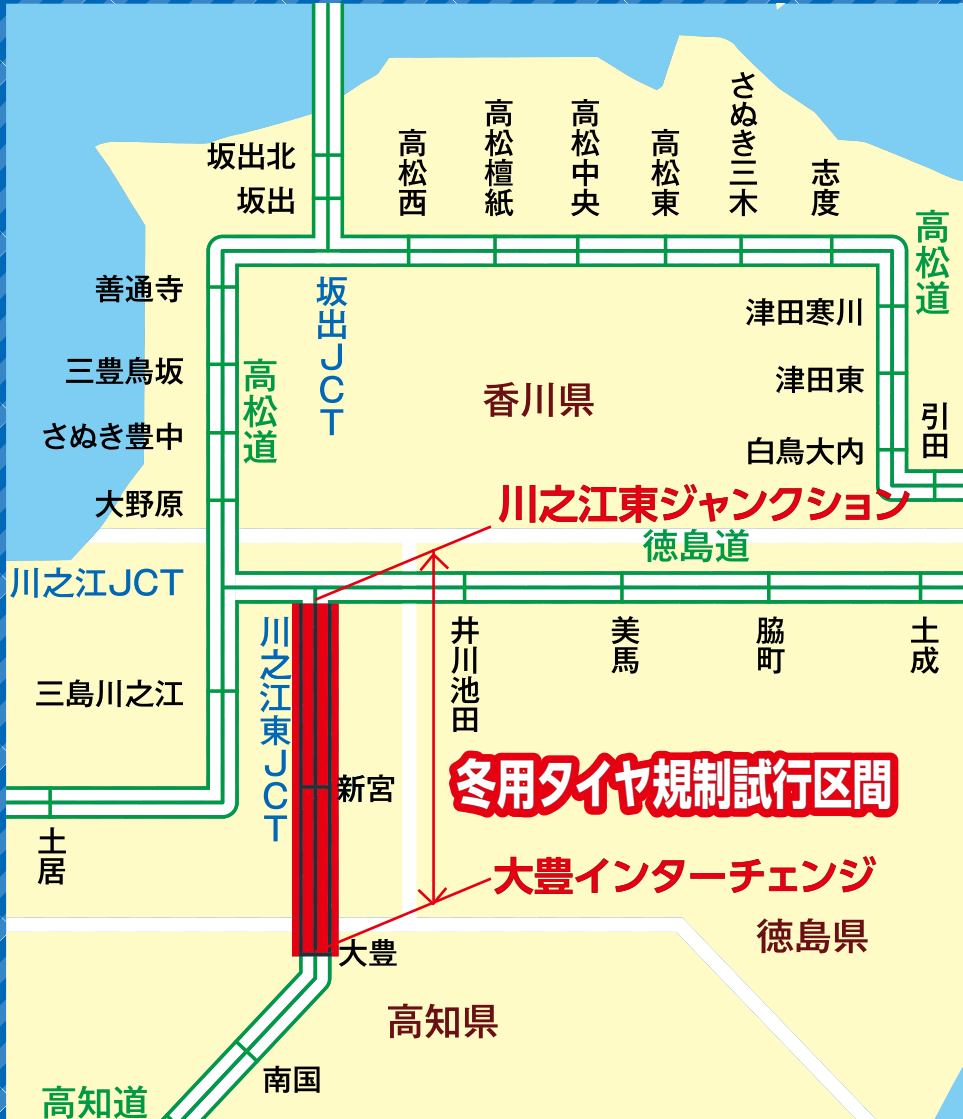 坂出北
坂出
高松西
高松檀紙
高松中央
高松東
さぬき三木
志度
高松道
善通寺
坂出JCT
津田寒川
三豊鳥坂
高松道
香川県
津田東
さぬき豊中
白鳥大内
引田
大野原
川之江東ジャンクション
徳島道
川之江JCT
川之江東JCT
井川池田
美馬
脇町
土成
三島川之江
新宮
冬用タイヤ規制試行区間
土居
大豊インターチェンジ
徳島県
大豊
高知県
南国
高知道